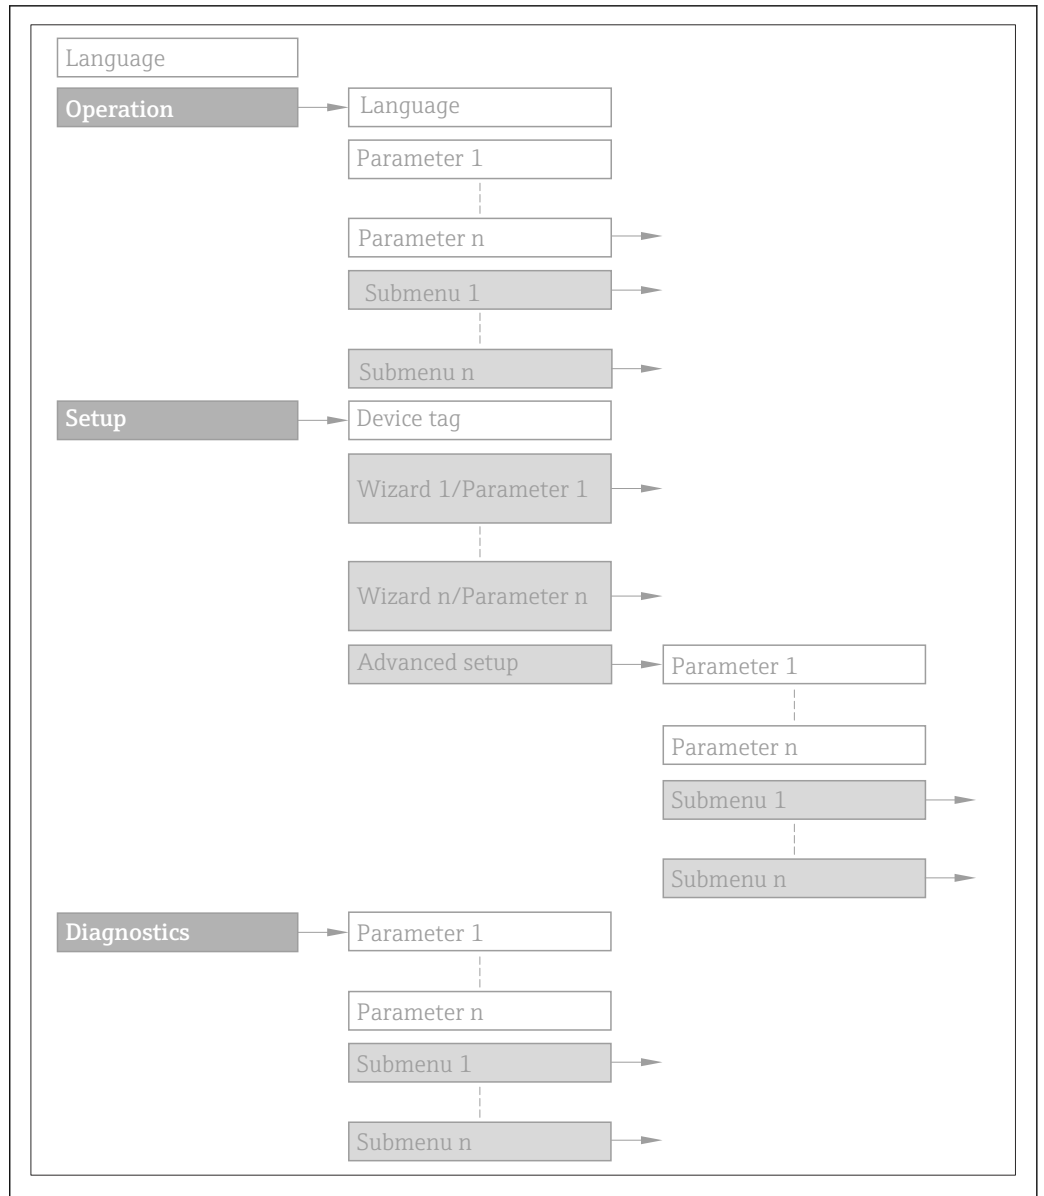 Language
Operation
Language
Parameter 1
Parameter n
Submenu 1
Submenu n
Setup
Device tag
Wizard 1/Parameter 1
Wizard n/Parameter n
Advanced setup
Parameter 1
Parameter n
Submenu 1
Submenu n
Diagnostics
Parameter 1
Parameter n
Submenu 1
Submenu n